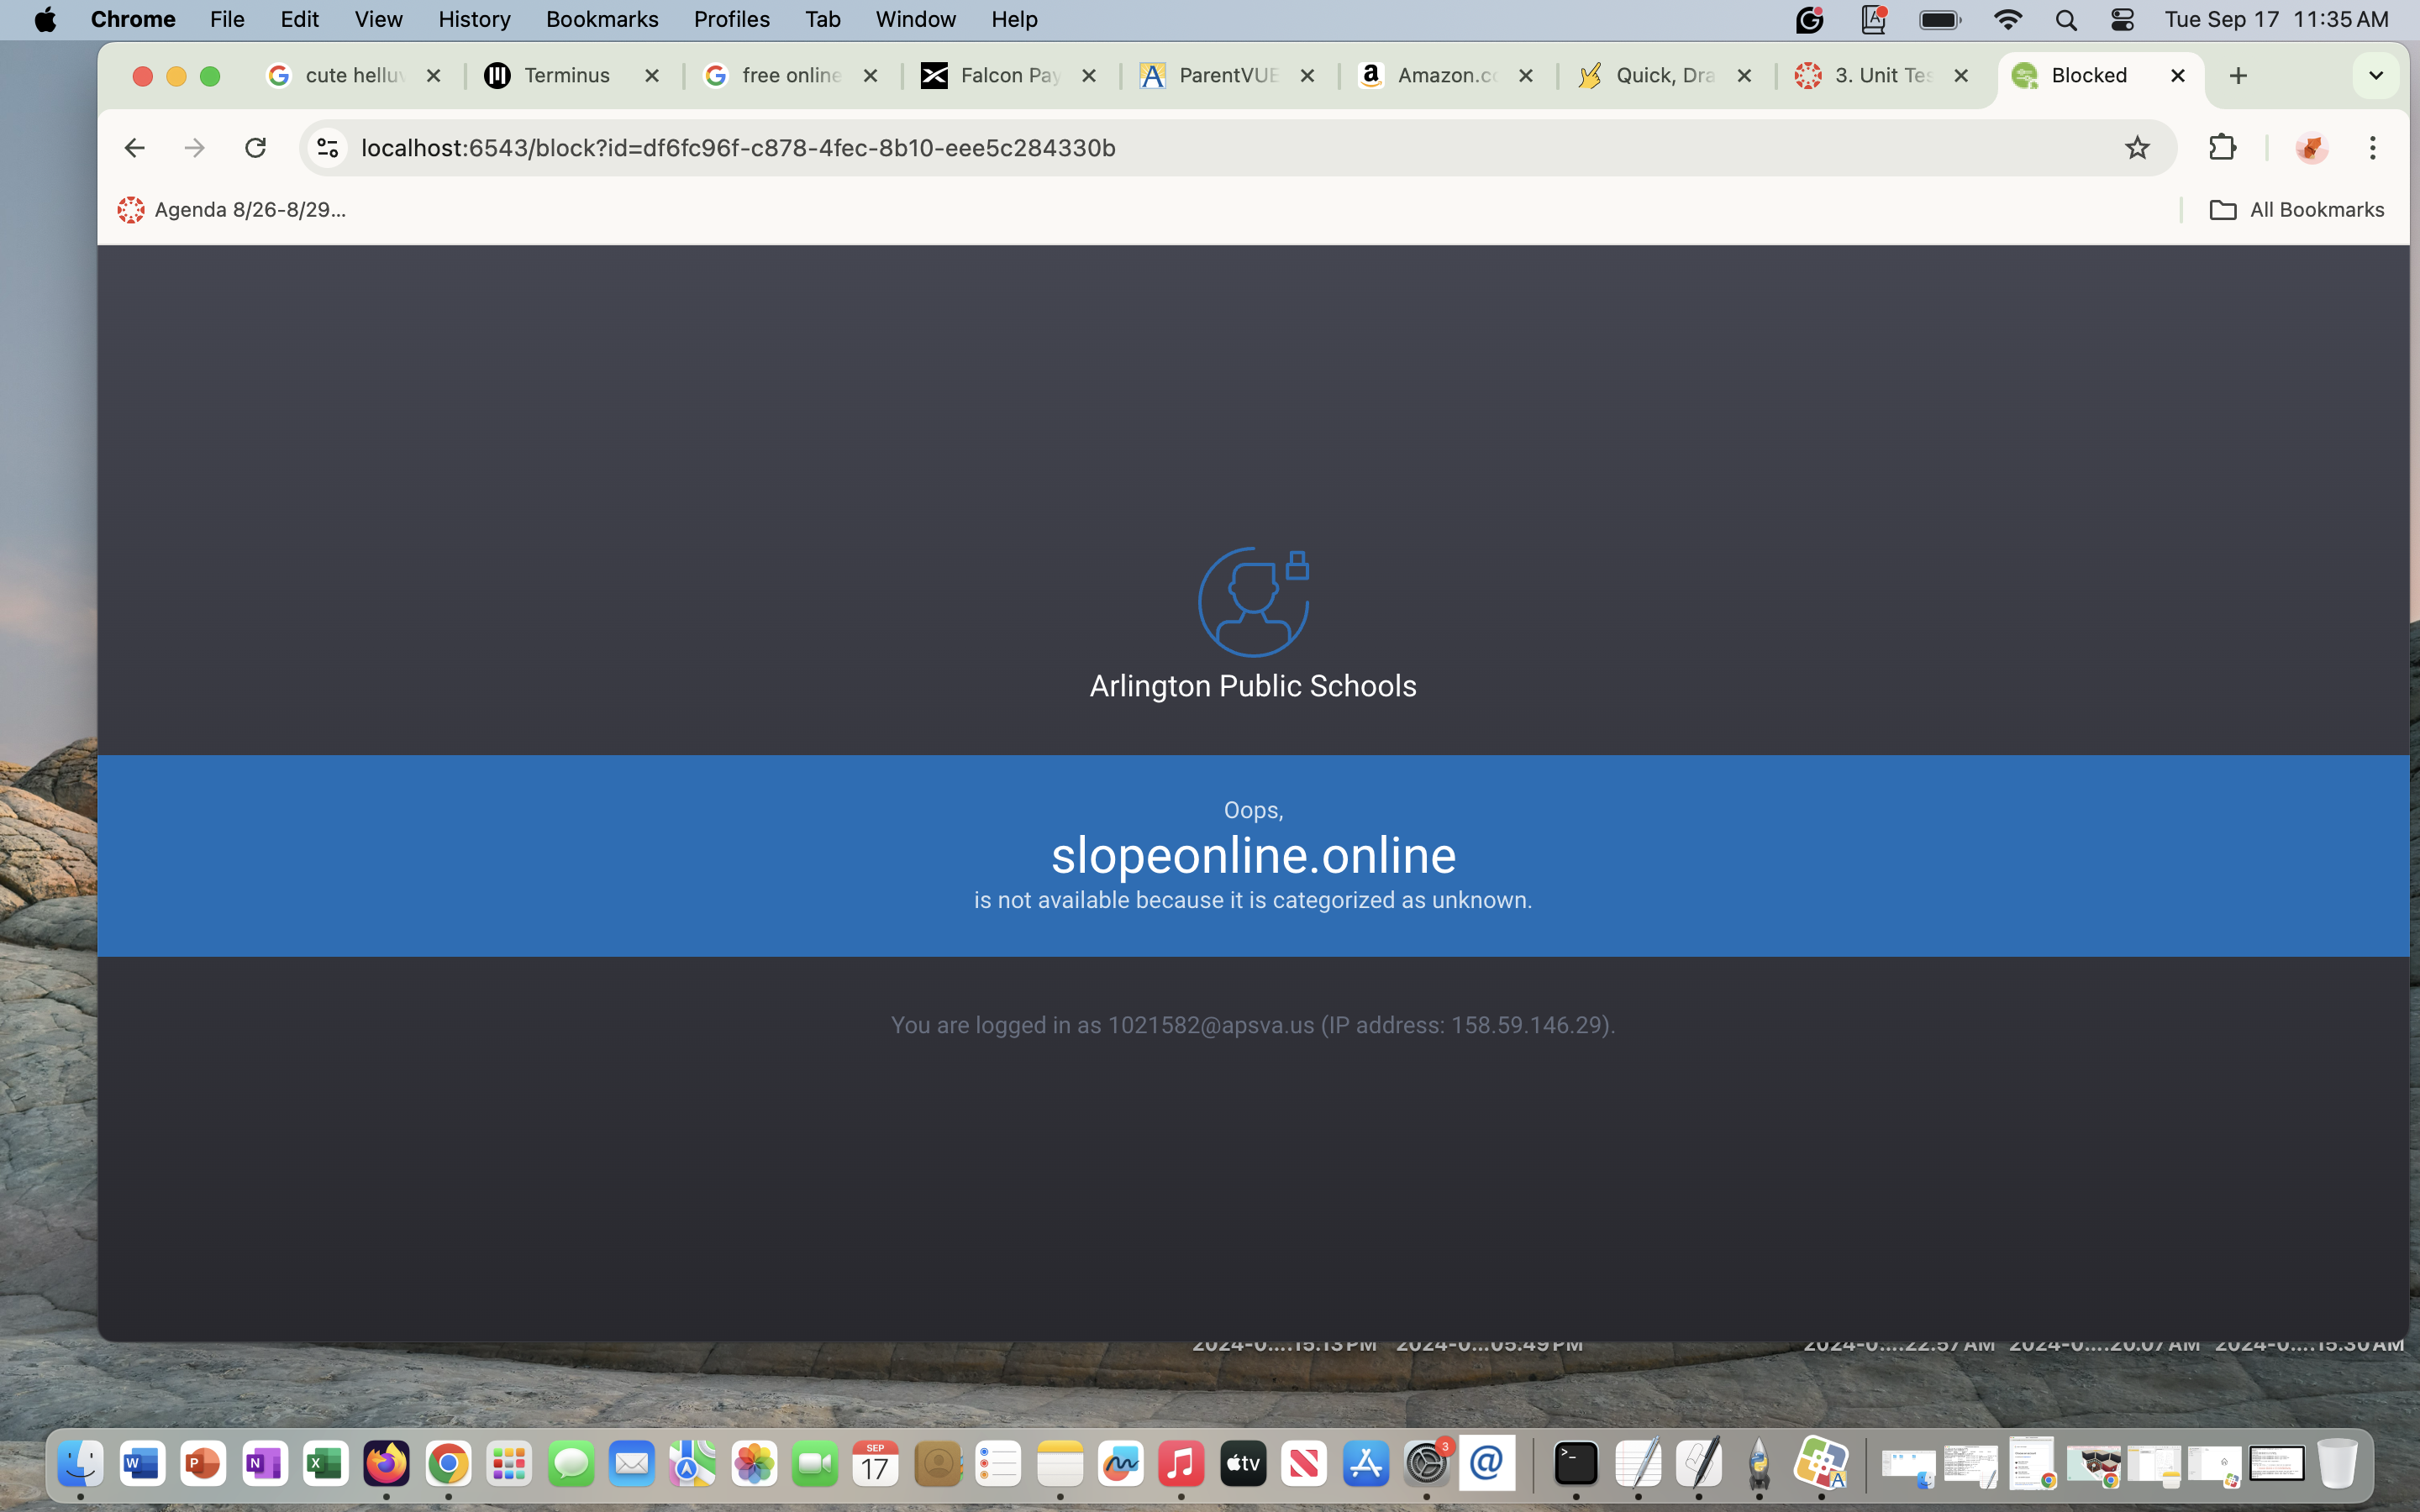 Chrome File Edit View History Bookmarks Profiles Tab Window Help Tue Sep 17 11:35 AM
cute helluv Terminus free online Falcon Pay ParentVUE Amazon.co Quick, Dra 3. Unit Tes Blocked
localhost:6543/block?id=df6fc96f-c878-4fec-8b10-eee5c284330b
Agenda 8/26-8/29... All Bookmarks
Arlington Public Schools
Oops,
slopeonline.online
is not available because it is categorized as unknown.
You are logged in as 1021582@apsva.us (IP address: 158.59.146.29).
2024-0....15.13 PM 2024-0...05.49 PM 2024-0....22.57 AM 2024-0....20.07 AM 2024-0....15.30 AM
SEP
17
tv
3